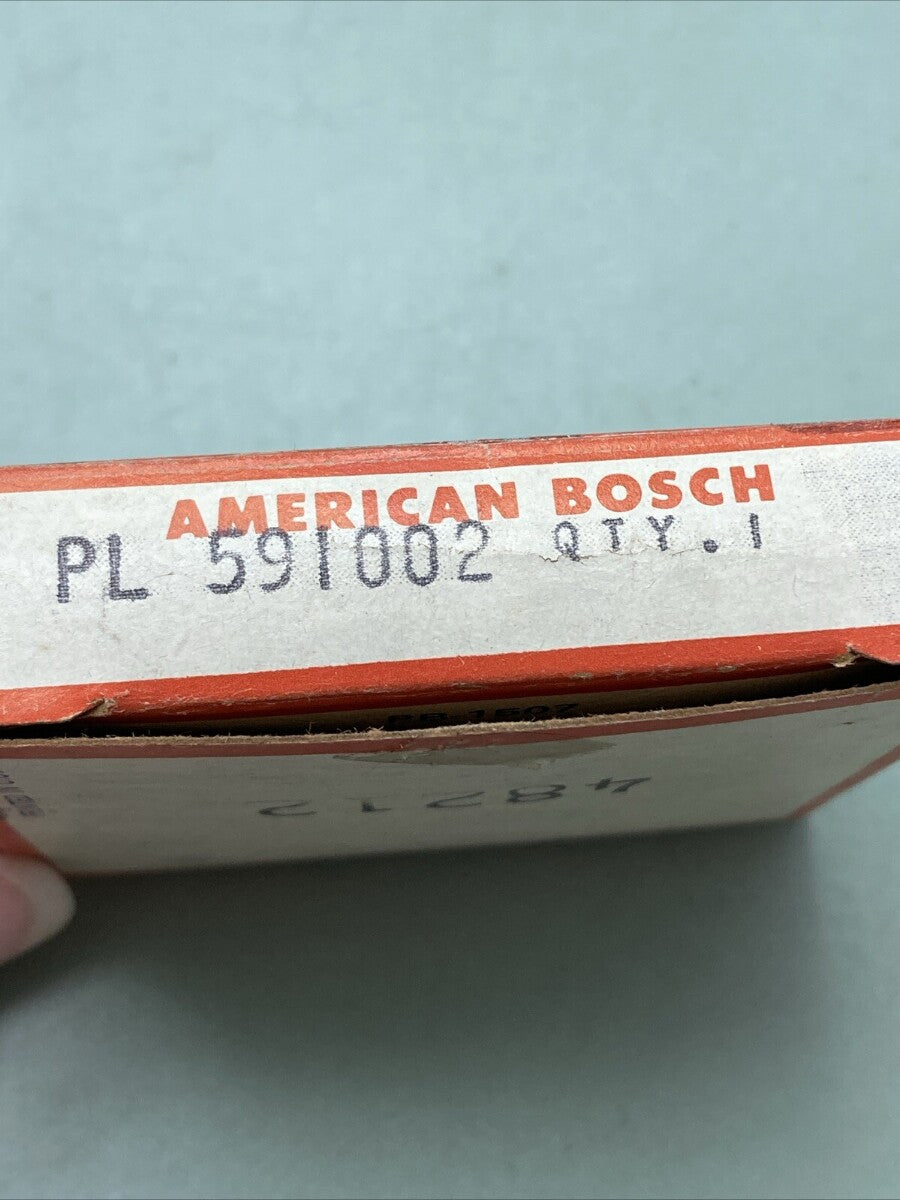 AMERICAN BOSCH
PL 591002 QTY.1
48212